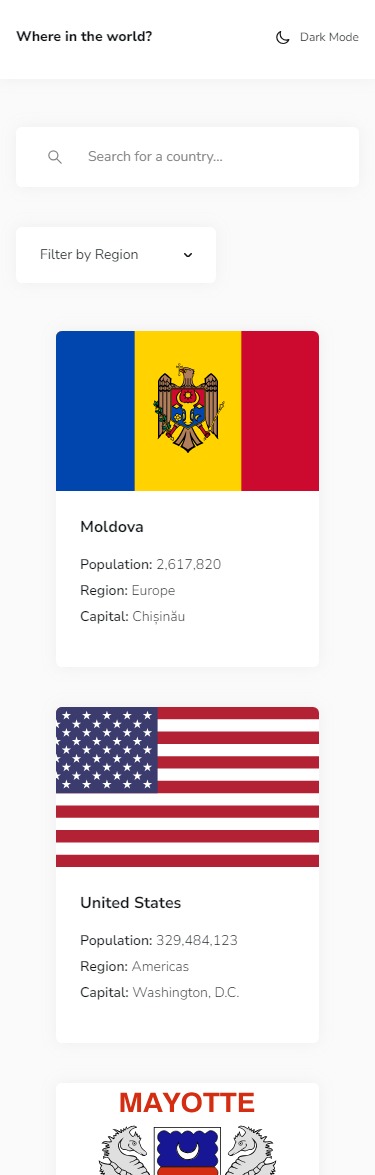 Where in the world?
Dark Mode
Search for a country...
Filter by Region
Moldova
Population: 2,617,820
Region: Europe
Capital: Chișinău
United States
Population: 329,484,123
Region: Americas
Capital: Washington, D.C.
MAYOTTE